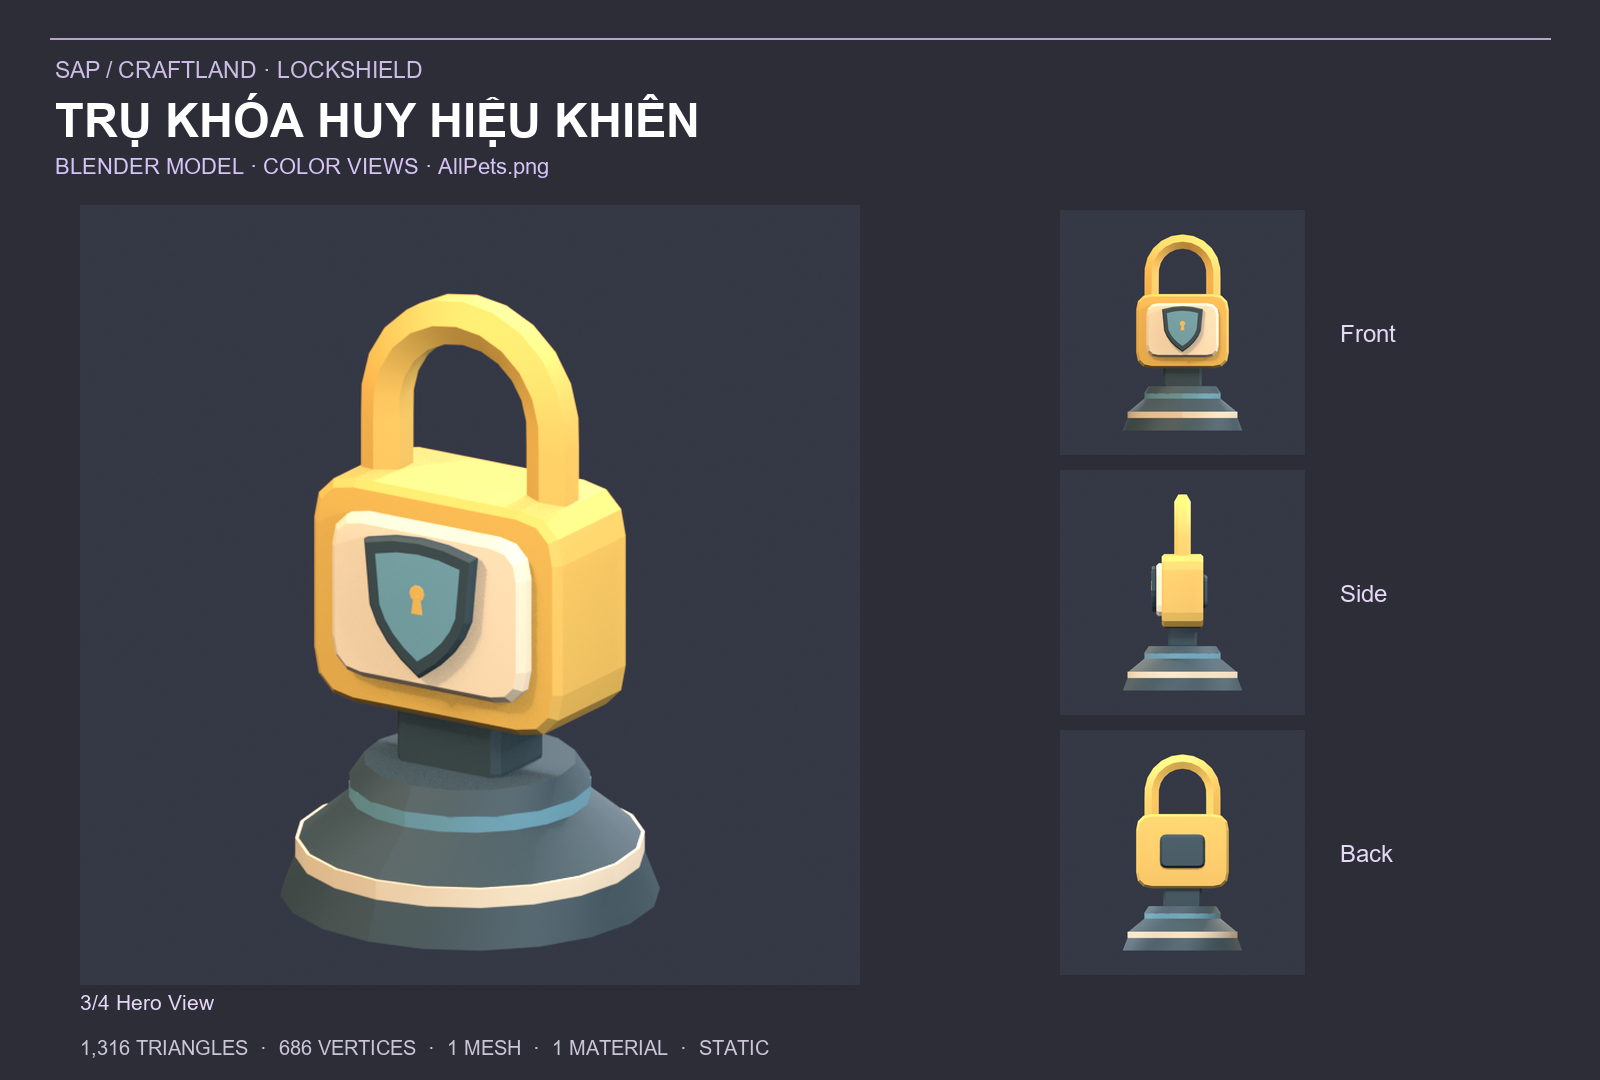 SAP / CRAFTLAND · LOCKSHIELD
TRỤ KHÓA HUY HIỆU KHIÊN
BLENDER MODEL · COLOR VIEWS · AllPets.png
Front
Side
Back
3/4 Hero View
1,316 TRIANGLES · 686 VERTICES · 1 MESH · 1 MATERIAL · STATIC